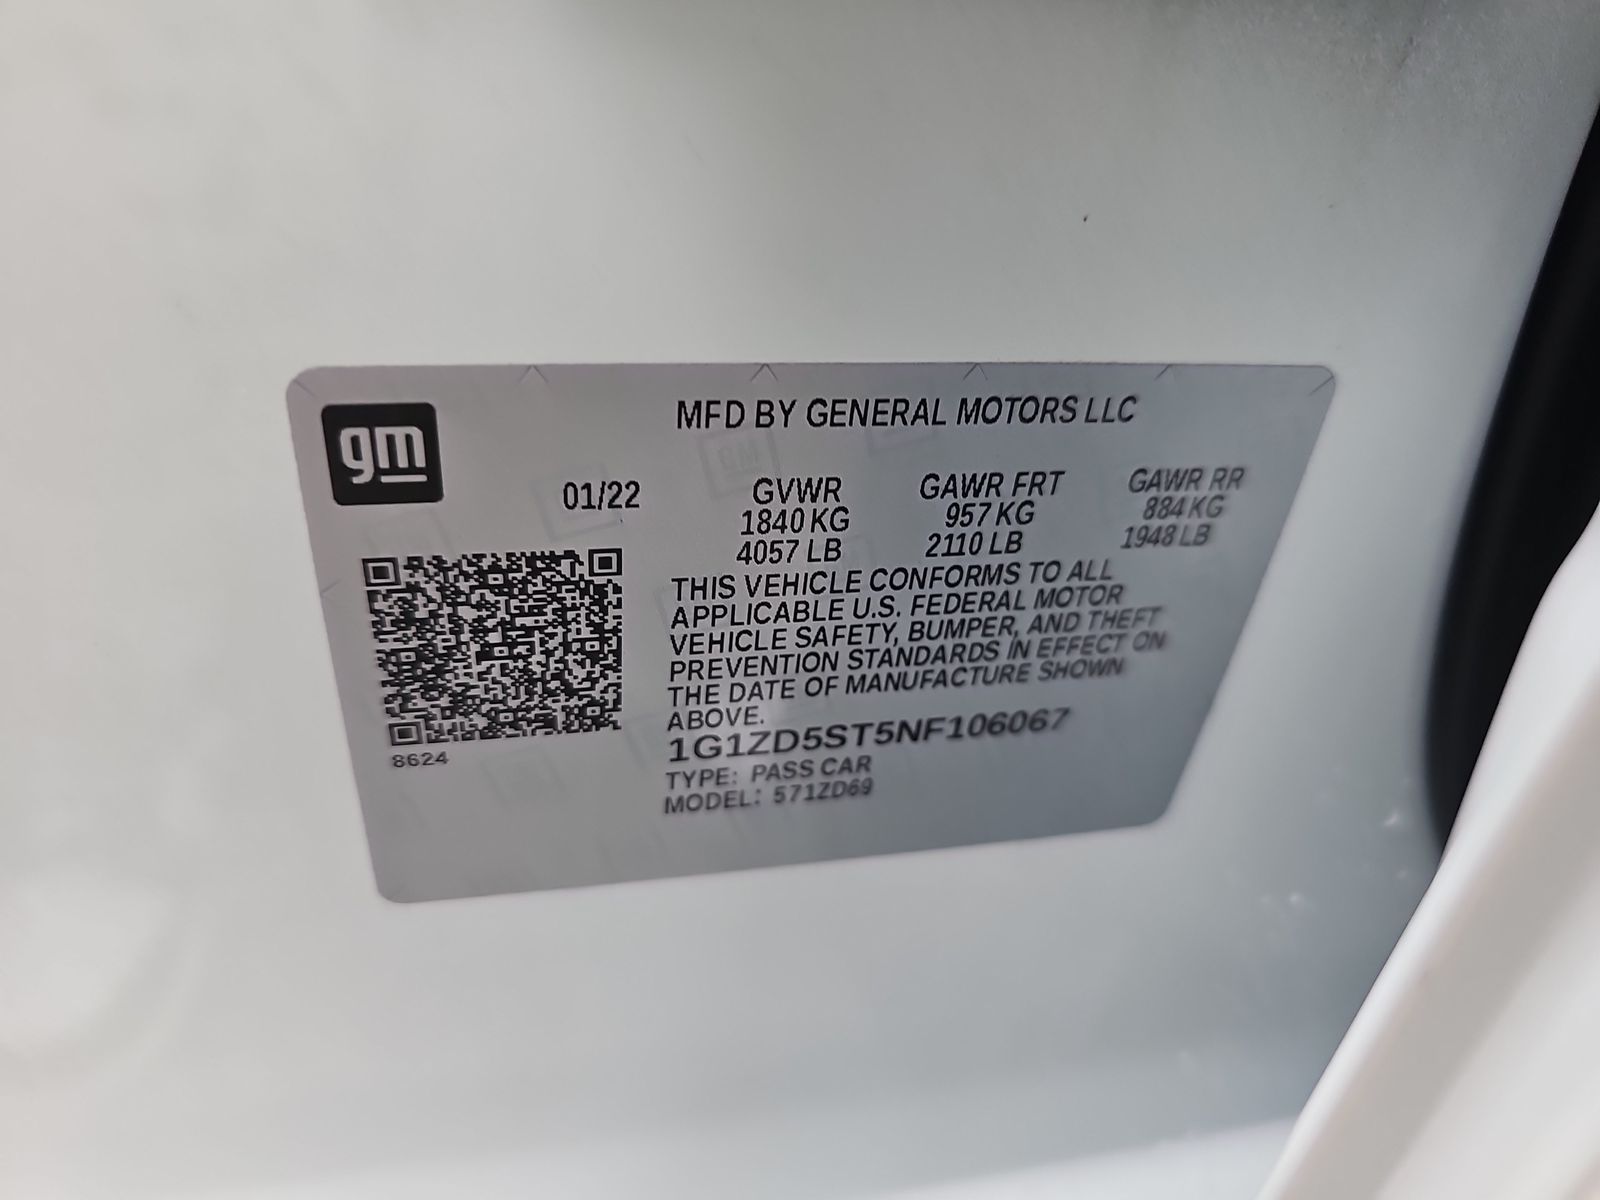 gm
MFD BY GENERAL MOTORS LLC
01/22 GVWR GAWR FRT GAWR RR
1840 KG 957 KG 884 KG
4057 LB 2110 LB 1948 LB
THIS VEHICLE CONFORMS TO ALL
APPLICABLE U.S. FEDERAL MOTOR
VEHICLE SAFETY, BUMPER, AND THEFT
PREVENTION STANDARDS IN EFFECT ON
THE DATE OF MANUFACTURE SHOWN
ABOVE.
1G1ZD5ST5NF106067
TYPE: PASS CAR
MODEL: 571ZD69
8624